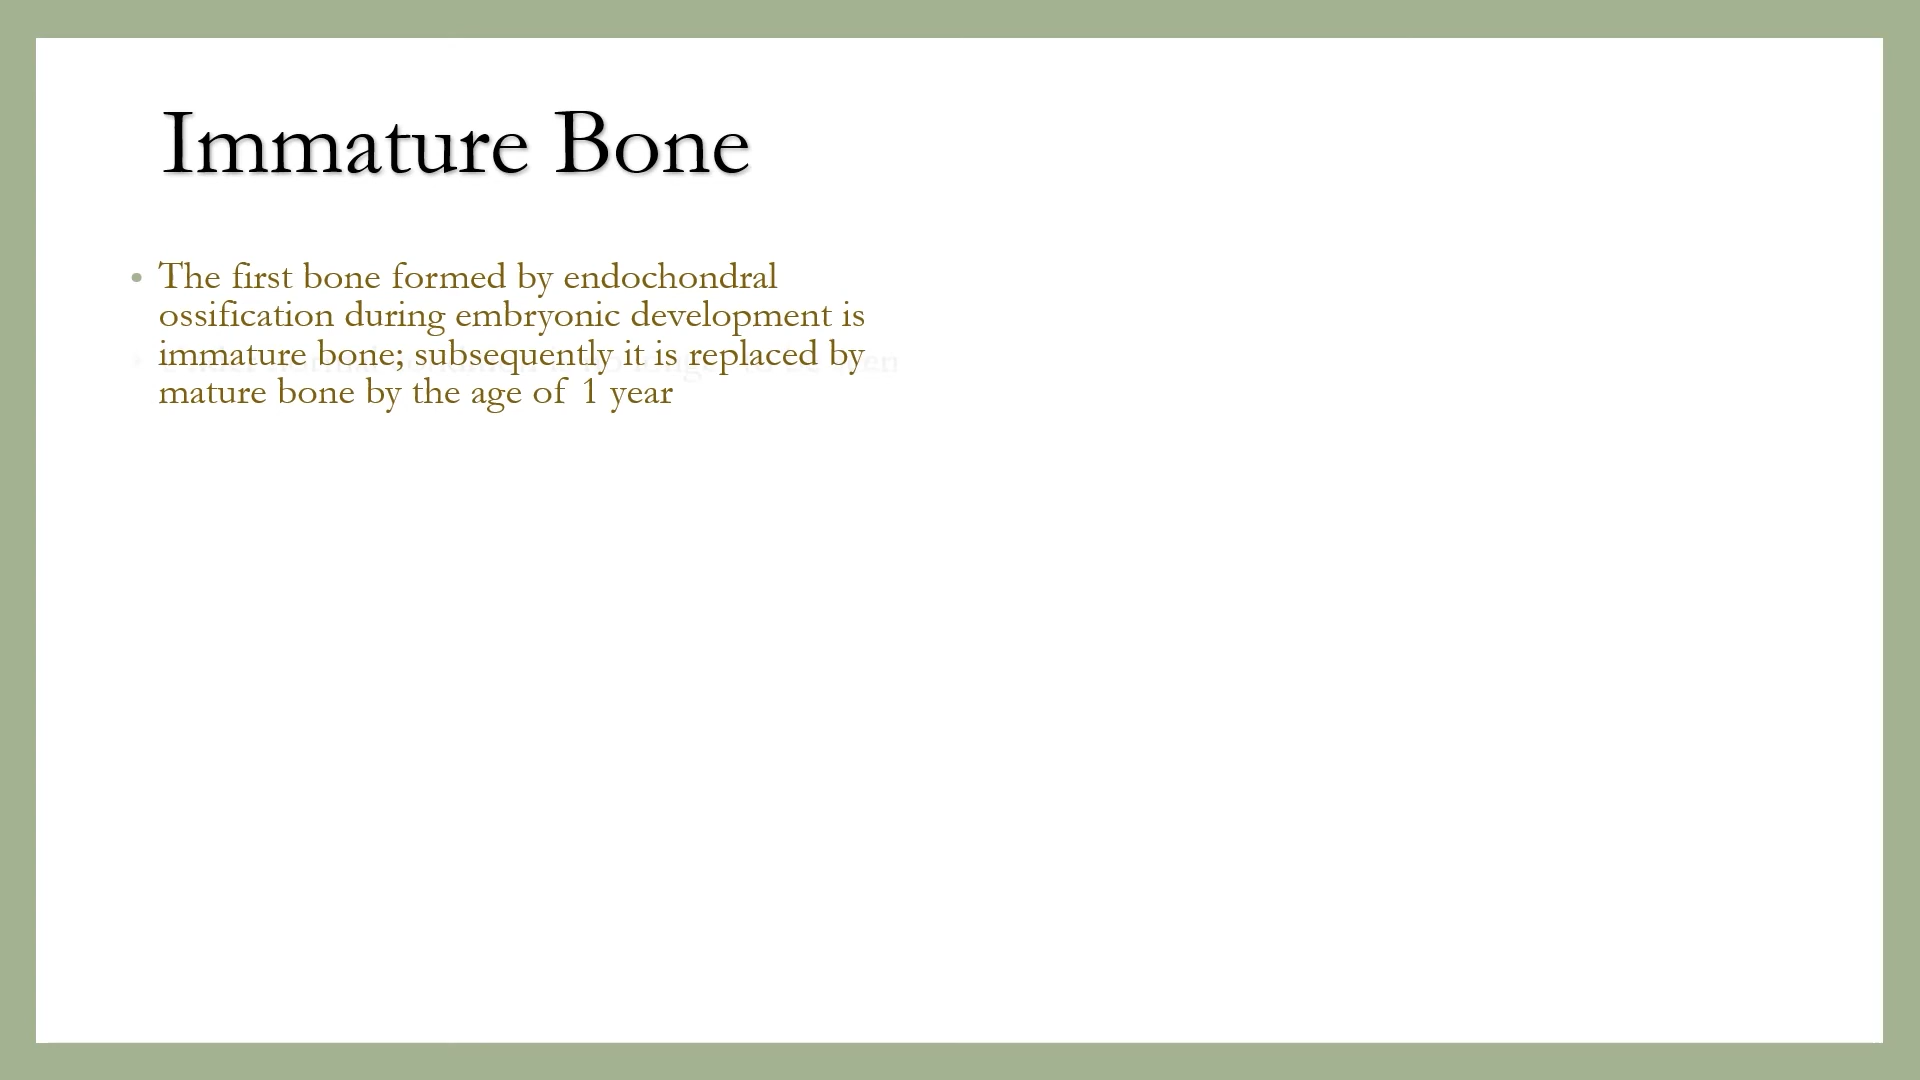 Immature Bone
• The first bone formed by endochondral
ossification during embryonic development is
immature bone; subsequently it is replaced by
mature bone by the age of 1 year